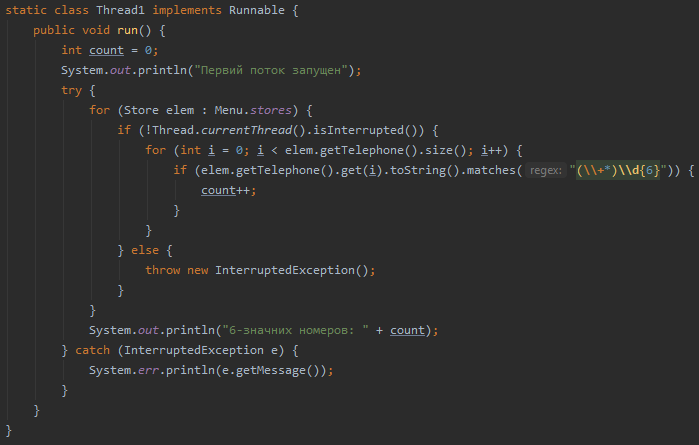 static class Thread1 implements Runnable {
    public void run() {
        int count = 0;
        System.out.println("Первий поток запущен");
        try {
            for (Store elem : Menu.stores) {
                if (!Thread.currentThread().isInterrupted()) {
                    for (int i = 0; i < elem.getTelephone().size(); i++) {
                        if (elem.getTelephone().get(i).toString().matches( regex: "(\\+*)\\d{6}")) {
                            count++;
                        }
                    }
                } else {
                    throw new InterruptedException();
                }
            }
            System.out.println("6-значних номеров: " + count);
        } catch (InterruptedException e) {
            System.err.println(e.getMessage());
        }
    }
}